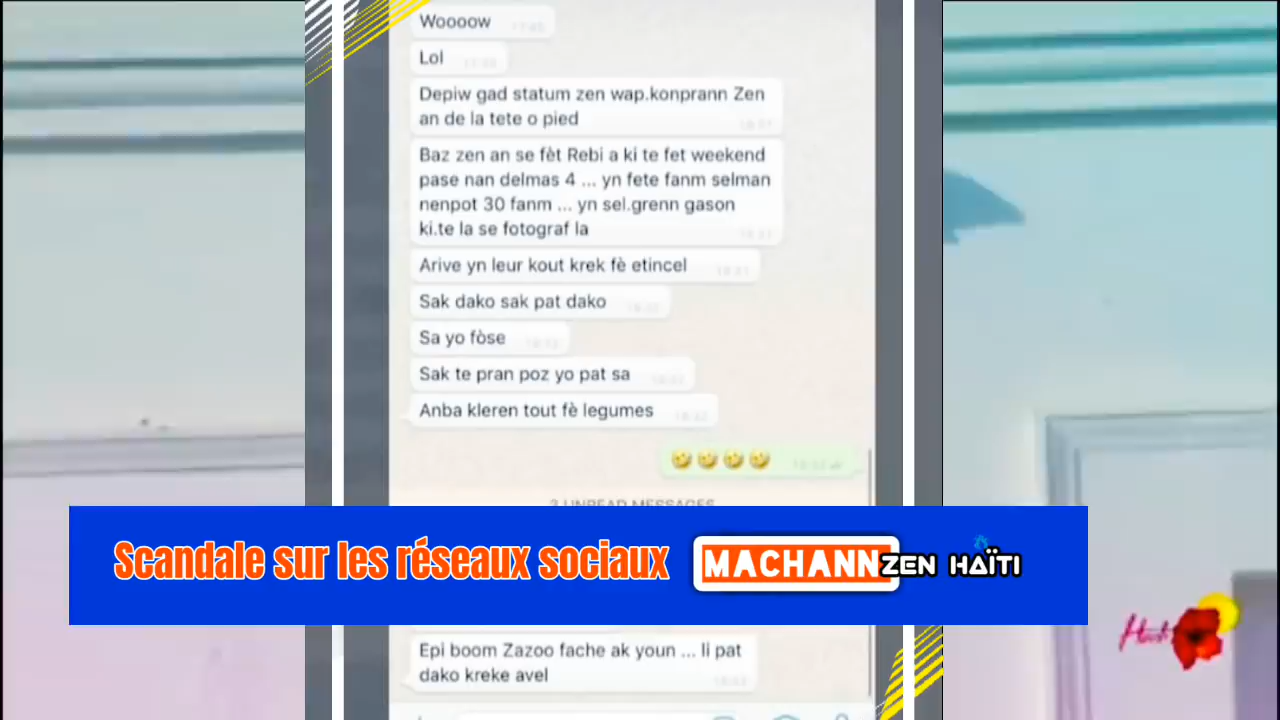 Woooow
Lol
Depiw gad statum zen wap.konprann Zen
an de la tete o pied
Baz zen an se fèt Rebi a ki te fet weekend
pase nan delmas 4 ... yn fete fanm selman
nenpot 30 fanm ... yn sel.grenn gason
ki.te la se fotograf la
Arive yn leur kout krek fè etincel
Sak dako sak pat dako
Sa yo fòse
Sak te pran poz yo pat sa
Anba kleren tout fè legumes
3 UNREAD MESSAGES
Scandale sur les réseaux sociaux
MACHANN ZEN HAÏTI
Epi boom Zazoo fache ak youn ... li pat
dako kreke avel